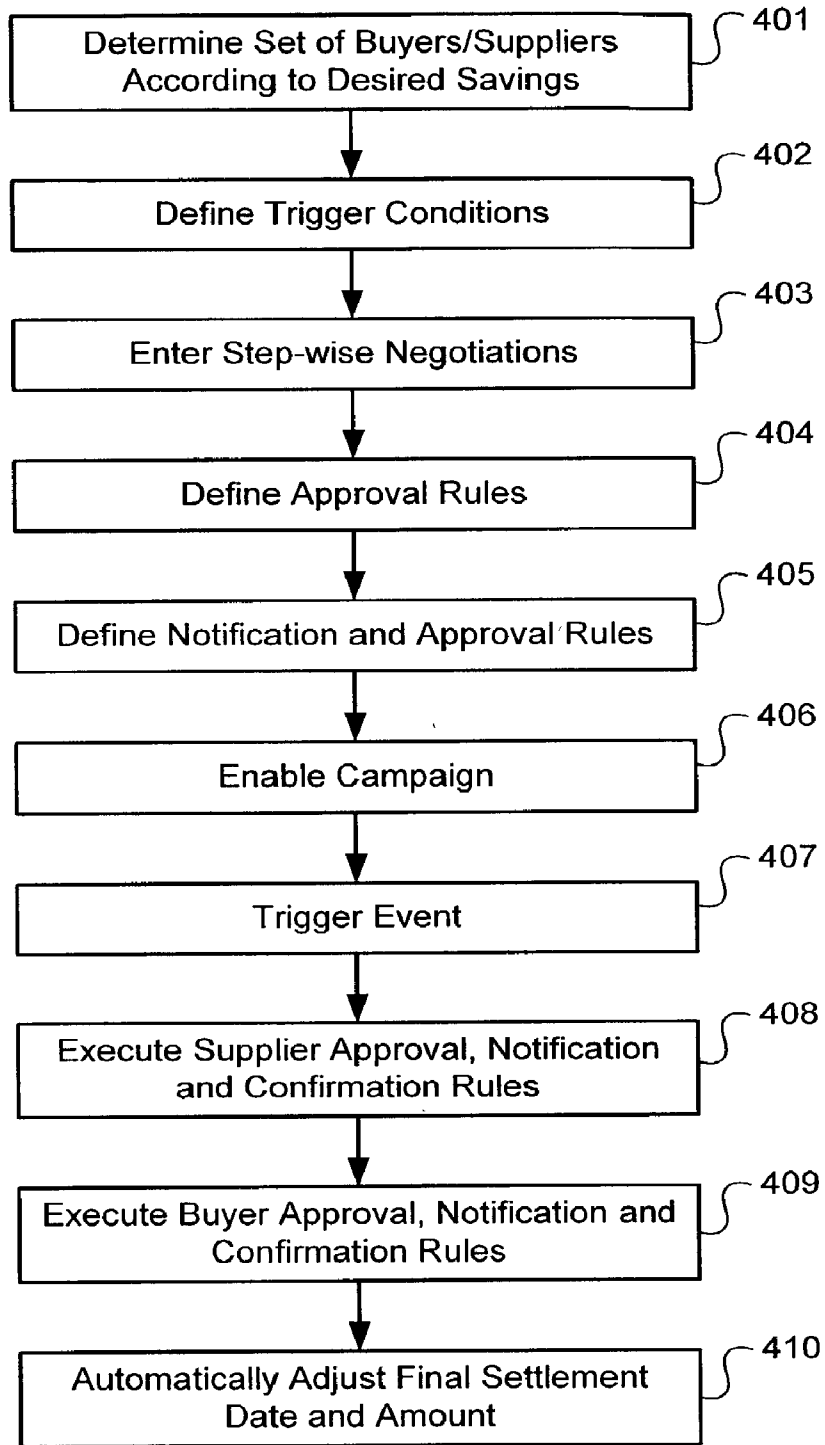 401
Determine Set of Buyers/Suppliers
According to Desired Savings
402
Define Trigger Conditions
403
Enter Step-wise Negotiations
404
Define Approval Rules
405
Define Notification and Approval Rules
406
Enable Campaign
407
Trigger Event
408
Execute Supplier Approval, Notification
and Confirmation Rules
409
Execute Buyer Approval, Notification and
Confirmation Rules
410
Automatically Adjust Final Settlement
Date and Amount